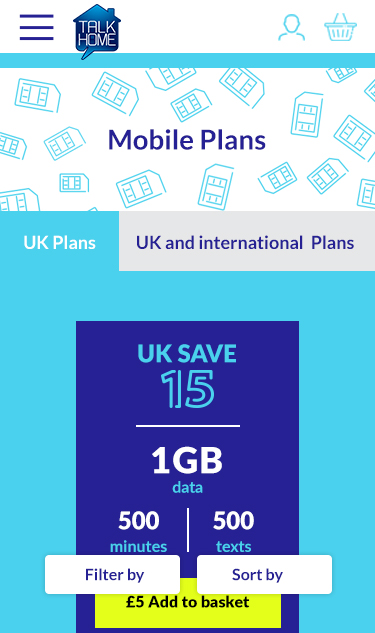 TALK
HOME
Mobile Plans
UK Plans
UK and international Plans
UK SAVE
15
1GB
data
500
500
minutes
texts
Filter by
Sort by
£5 Add to basket